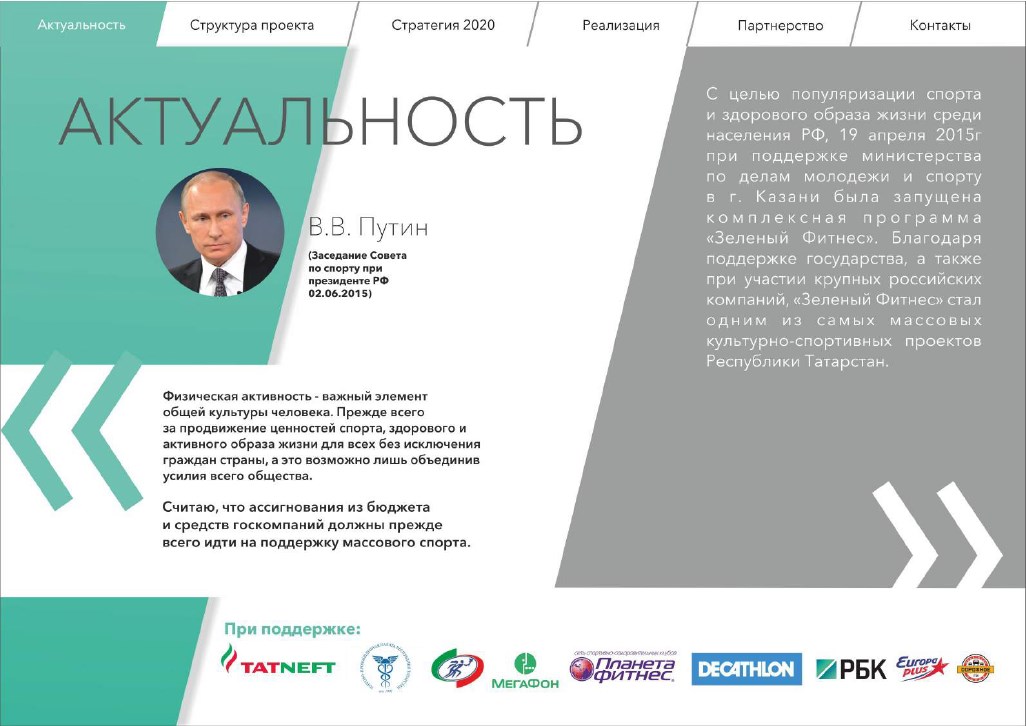 Актуальность
Структура проекта
Стратегия 2020
Реализация
Партнерство
Контакты
АКТУАЛЬНОСТЬ
В.В. Путин
(Заседание Совета
по спорту при
президенте РФ
02.06.2015)
Физическая активность - важный элемент
общей культуры человека. Прежде всего
за продвижение ценностей спорта, здорового и
активного образа жизни для всех без исключения
граждан страны, а это возможно лишь объединив
усилия всего общества.
Считаю, что ассигнования из бюджета
и средств госкомпаний должны прежде
всего идти на поддержку массового спорта.
С целью популяризации спорта
и здорового образа жизни среди
населения РФ, 19 апреля 2015г
при поддержке министерства
по делам молодежи и спорту
в г. Казани была запущена
комплексная программа
«Зеленый Фитнес». Благодаря
поддержке государства, а также
при участии крупных российских
компаний, «Зеленый Фитнес» стал
одним из самых массовых
культурно-спортивных проектов
Республики Татарстан.
При поддержке:
TATNEFT
МЕГАФОН
сеть спортивно-оздоровительных клубов
Планета
фитнес
DECATHLON
РБК
Европа
PLUS
ДОРОЖНОЕ